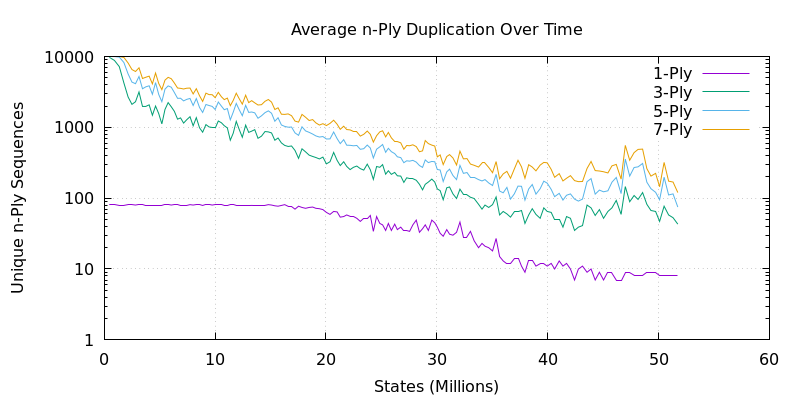 Average n-Ply Duplication Over Time
Unique n-Ply Sequences
10000
1000
100
10
1
1-Ply
3-Ply
5-Ply
7-Ply
0 10 20 30 40 50 60
States (Millions)